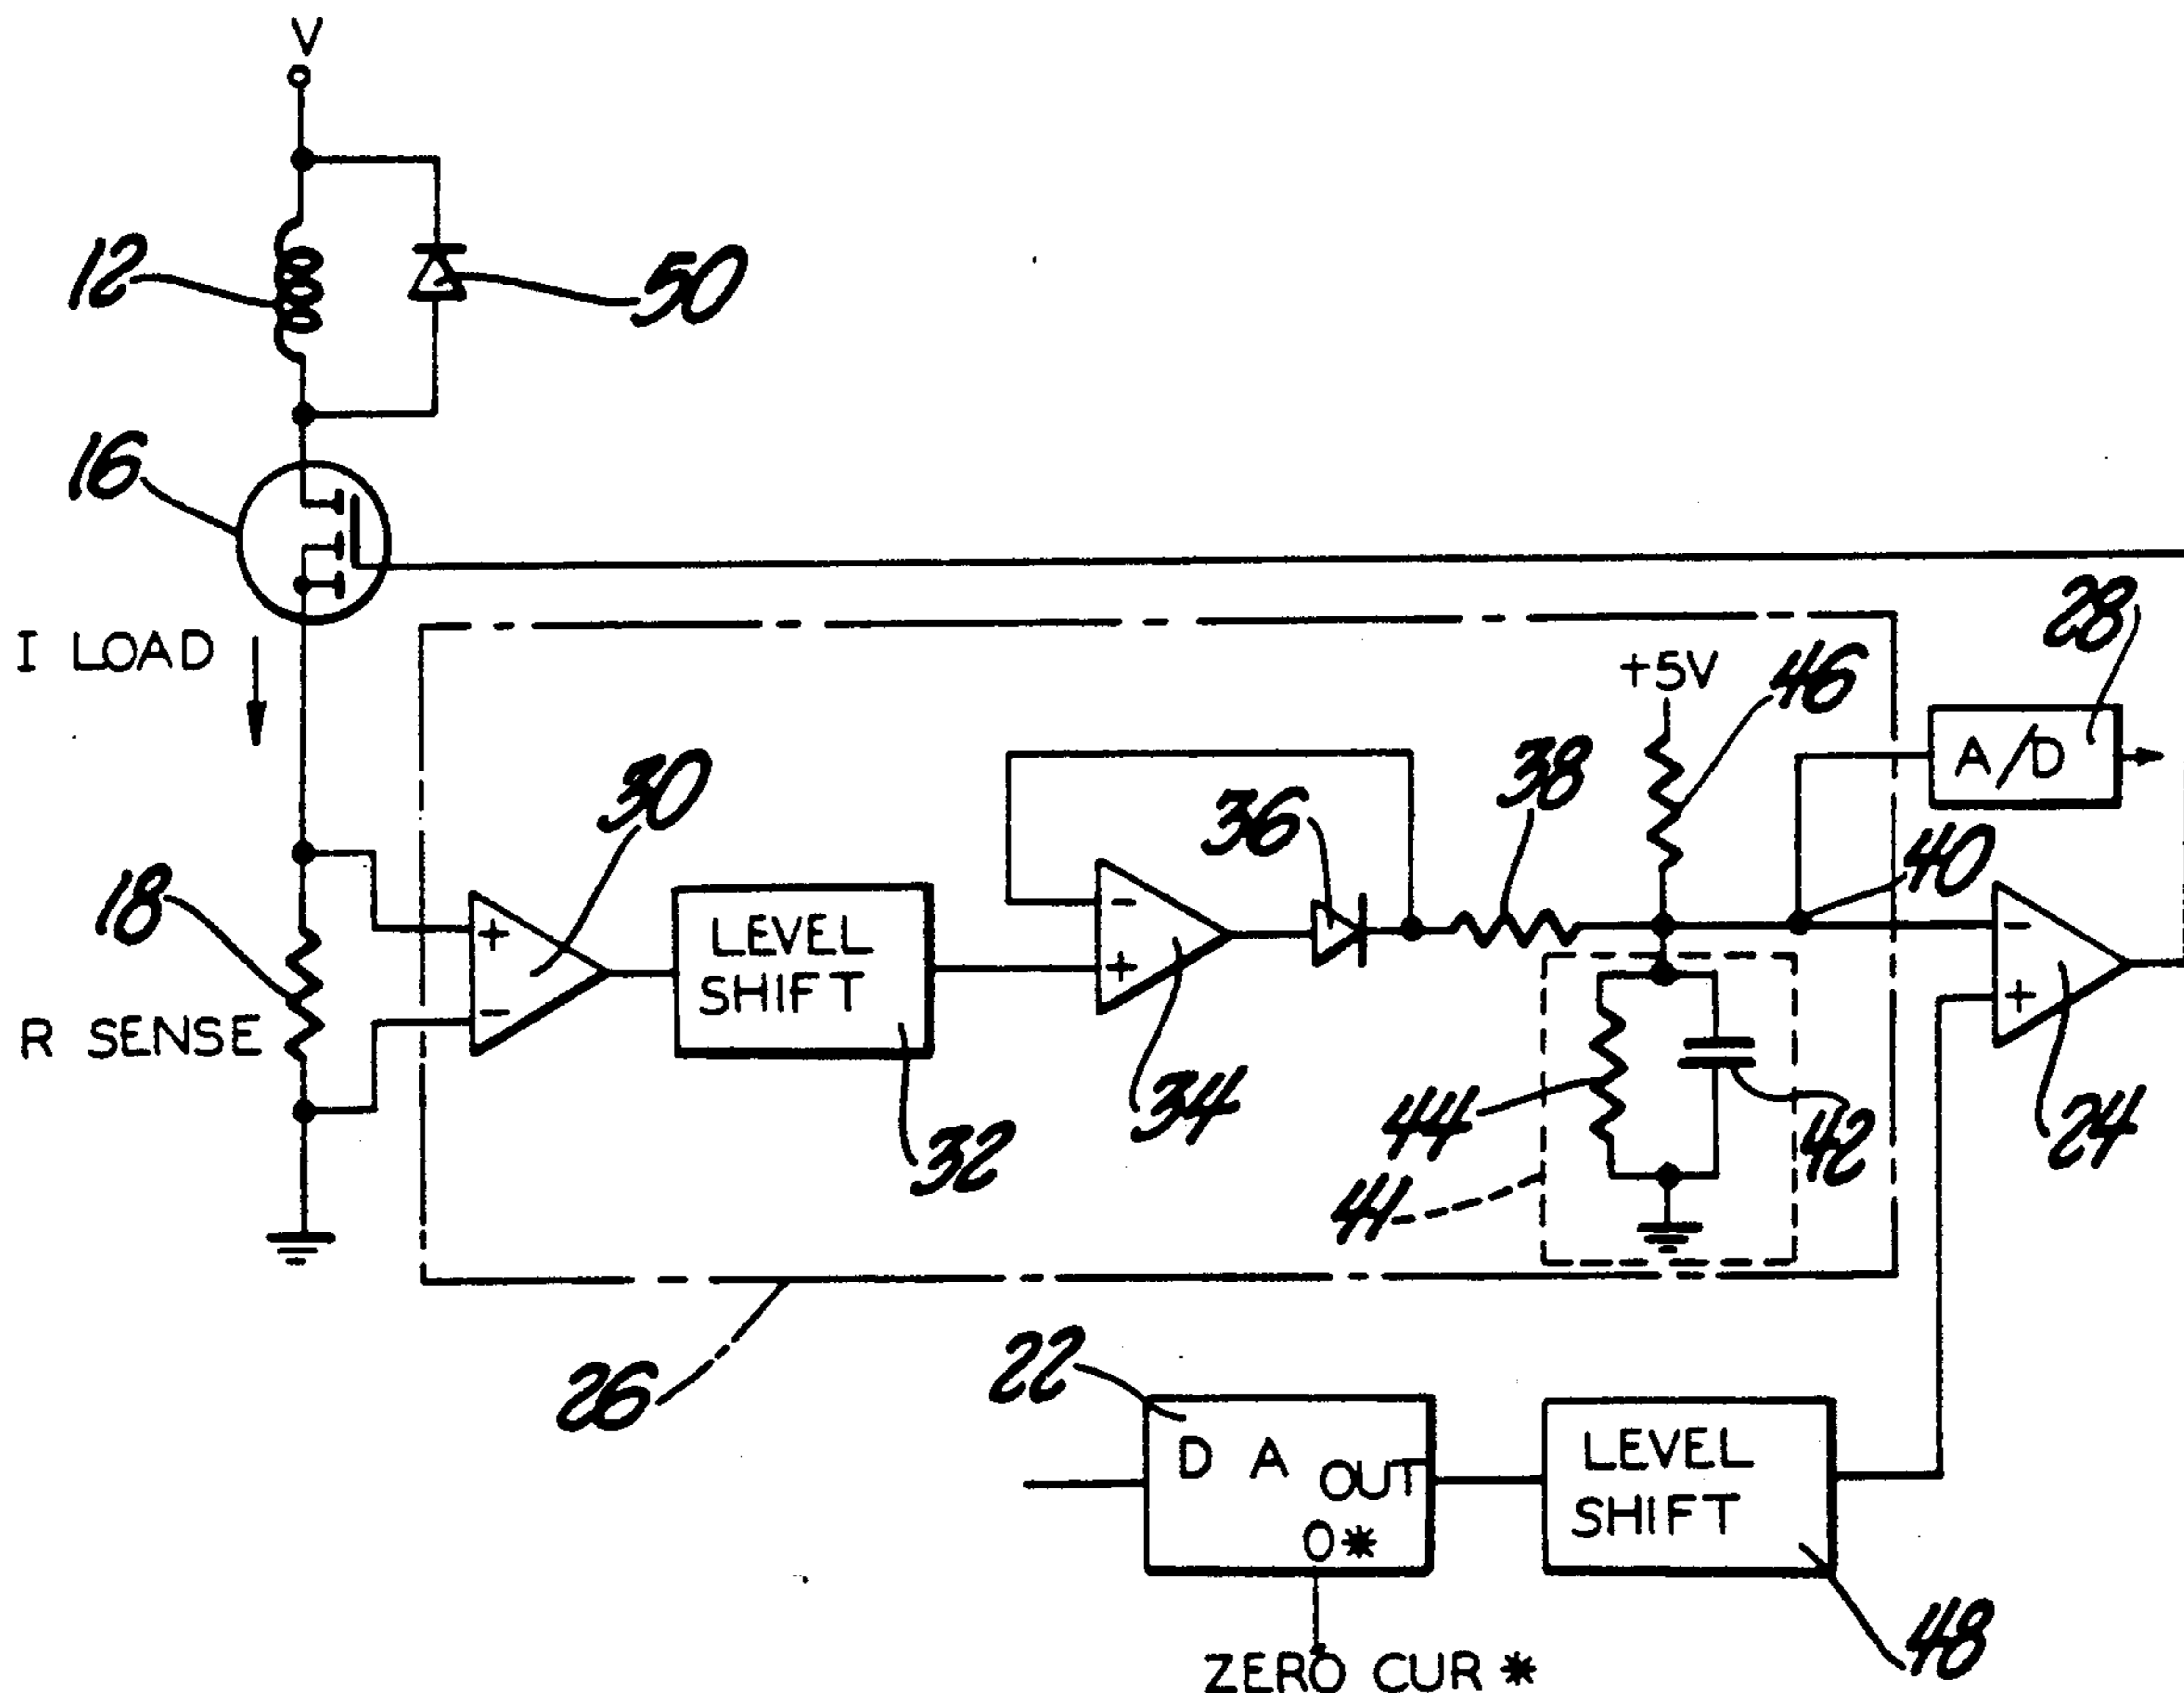 V
12
50
16
I LOAD
28
+5V
46
A/D
30
36
38
40
18
+
-
LEVEL
SHIFT
-
+
-
+
R SENSE
32
34
44
42
24
41
26
22
D A OUT
0*
LEVEL
SHIFT
48
ZERO CUR *